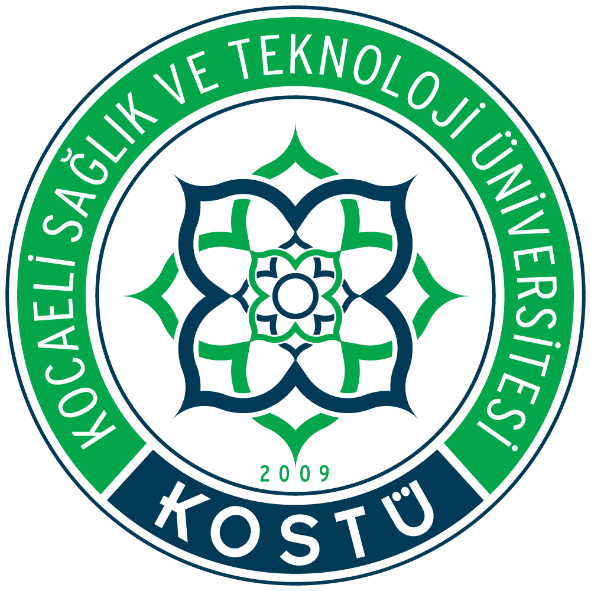 KOCAELİ SAĞLIK VE TEKNOLOJİ ÜNİVERSİTESİ
2009
KOSTÜ